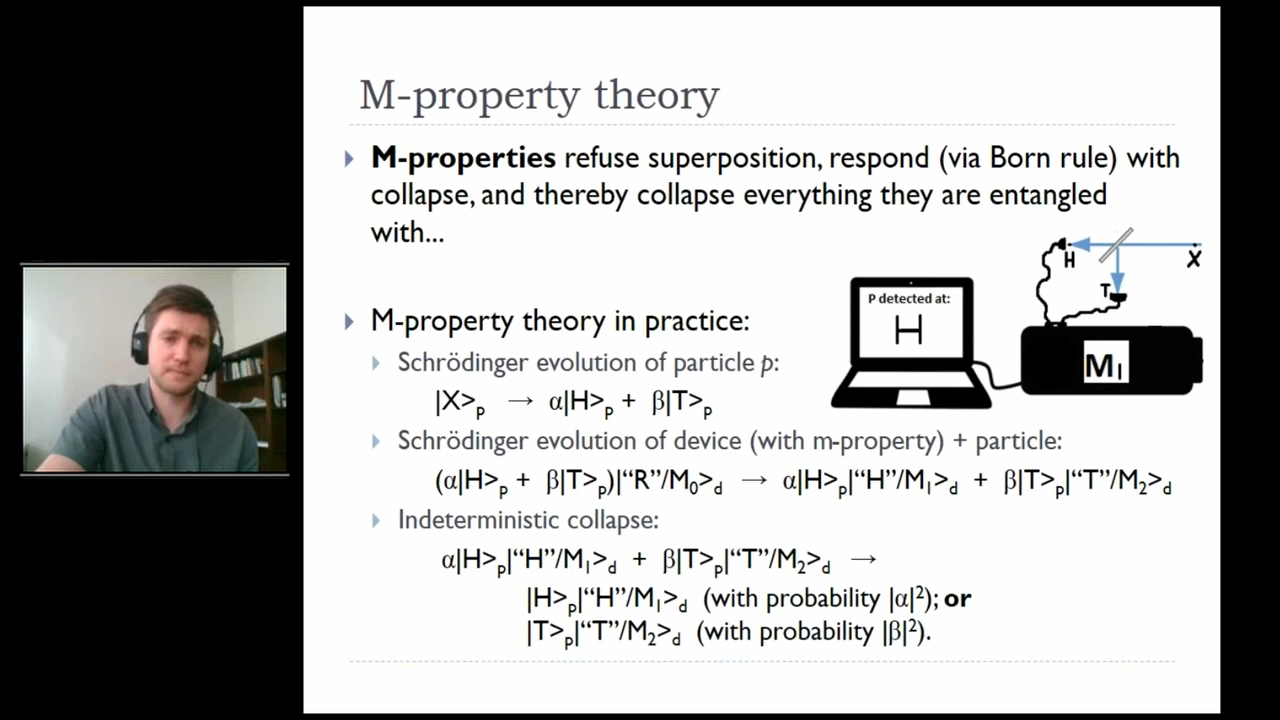 M-property theory
M-properties refuse superposition, respond (via Born rule) with
collapse, and thereby collapse everything they are entangled
with...
H
X
T
P detected at:
H
M₁
M-property theory in practice:
Schrödinger evolution of particle p:
|X>ₚ → α|H>ₚ + β|T>ₚ
Schrödinger evolution of device (with m-property) + particle:
(α|H>ₚ + β|T>ₚ)|“R”/M₀>d → α|H>ₚ|“H”/M₁>d + β|T>ₚ|“T”/M₂>d
Indeterministic collapse:
α|H>ₚ|“H”/M₁>d + β|T>ₚ|“T”/M₂>d →
|H>ₚ|“H”/M₁>d (with probability |α|²); or
|T>ₚ|“T”/M₂>d (with probability |β|²).